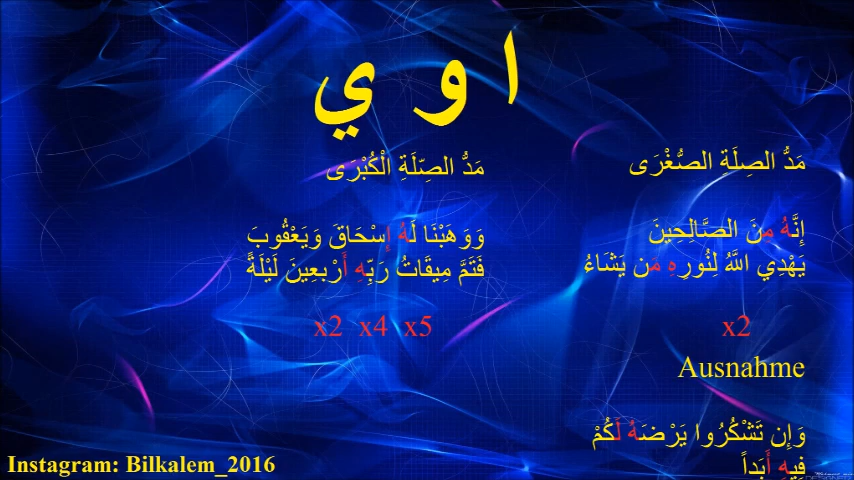 ا و ي
مَدُّ الصِلَةِ الصُّغْرَى
إِنَّهُ مِنَ الصَّالِحِينَ
يَهْدِي اللَّهُ لِنُورِهِ مَن يَشَاءُ
x2
Ausnahme
وَإِن تَشْكُرُوا يَرْضَهُ لَكُمْ
فِيهِ أَبَداً
مَدُّ الصِّلَةِ الْكُبْرَى
وَوَهَبْنَا لَهُ إِسْحَاقَ وَيَعْقُوبَ
فَتَمَّ مِيقَاتُ رَبِّهِ أَرْبَعِينَ لَيْلَةً
x2 x4 x5
Instagram: Bilkalem_2016